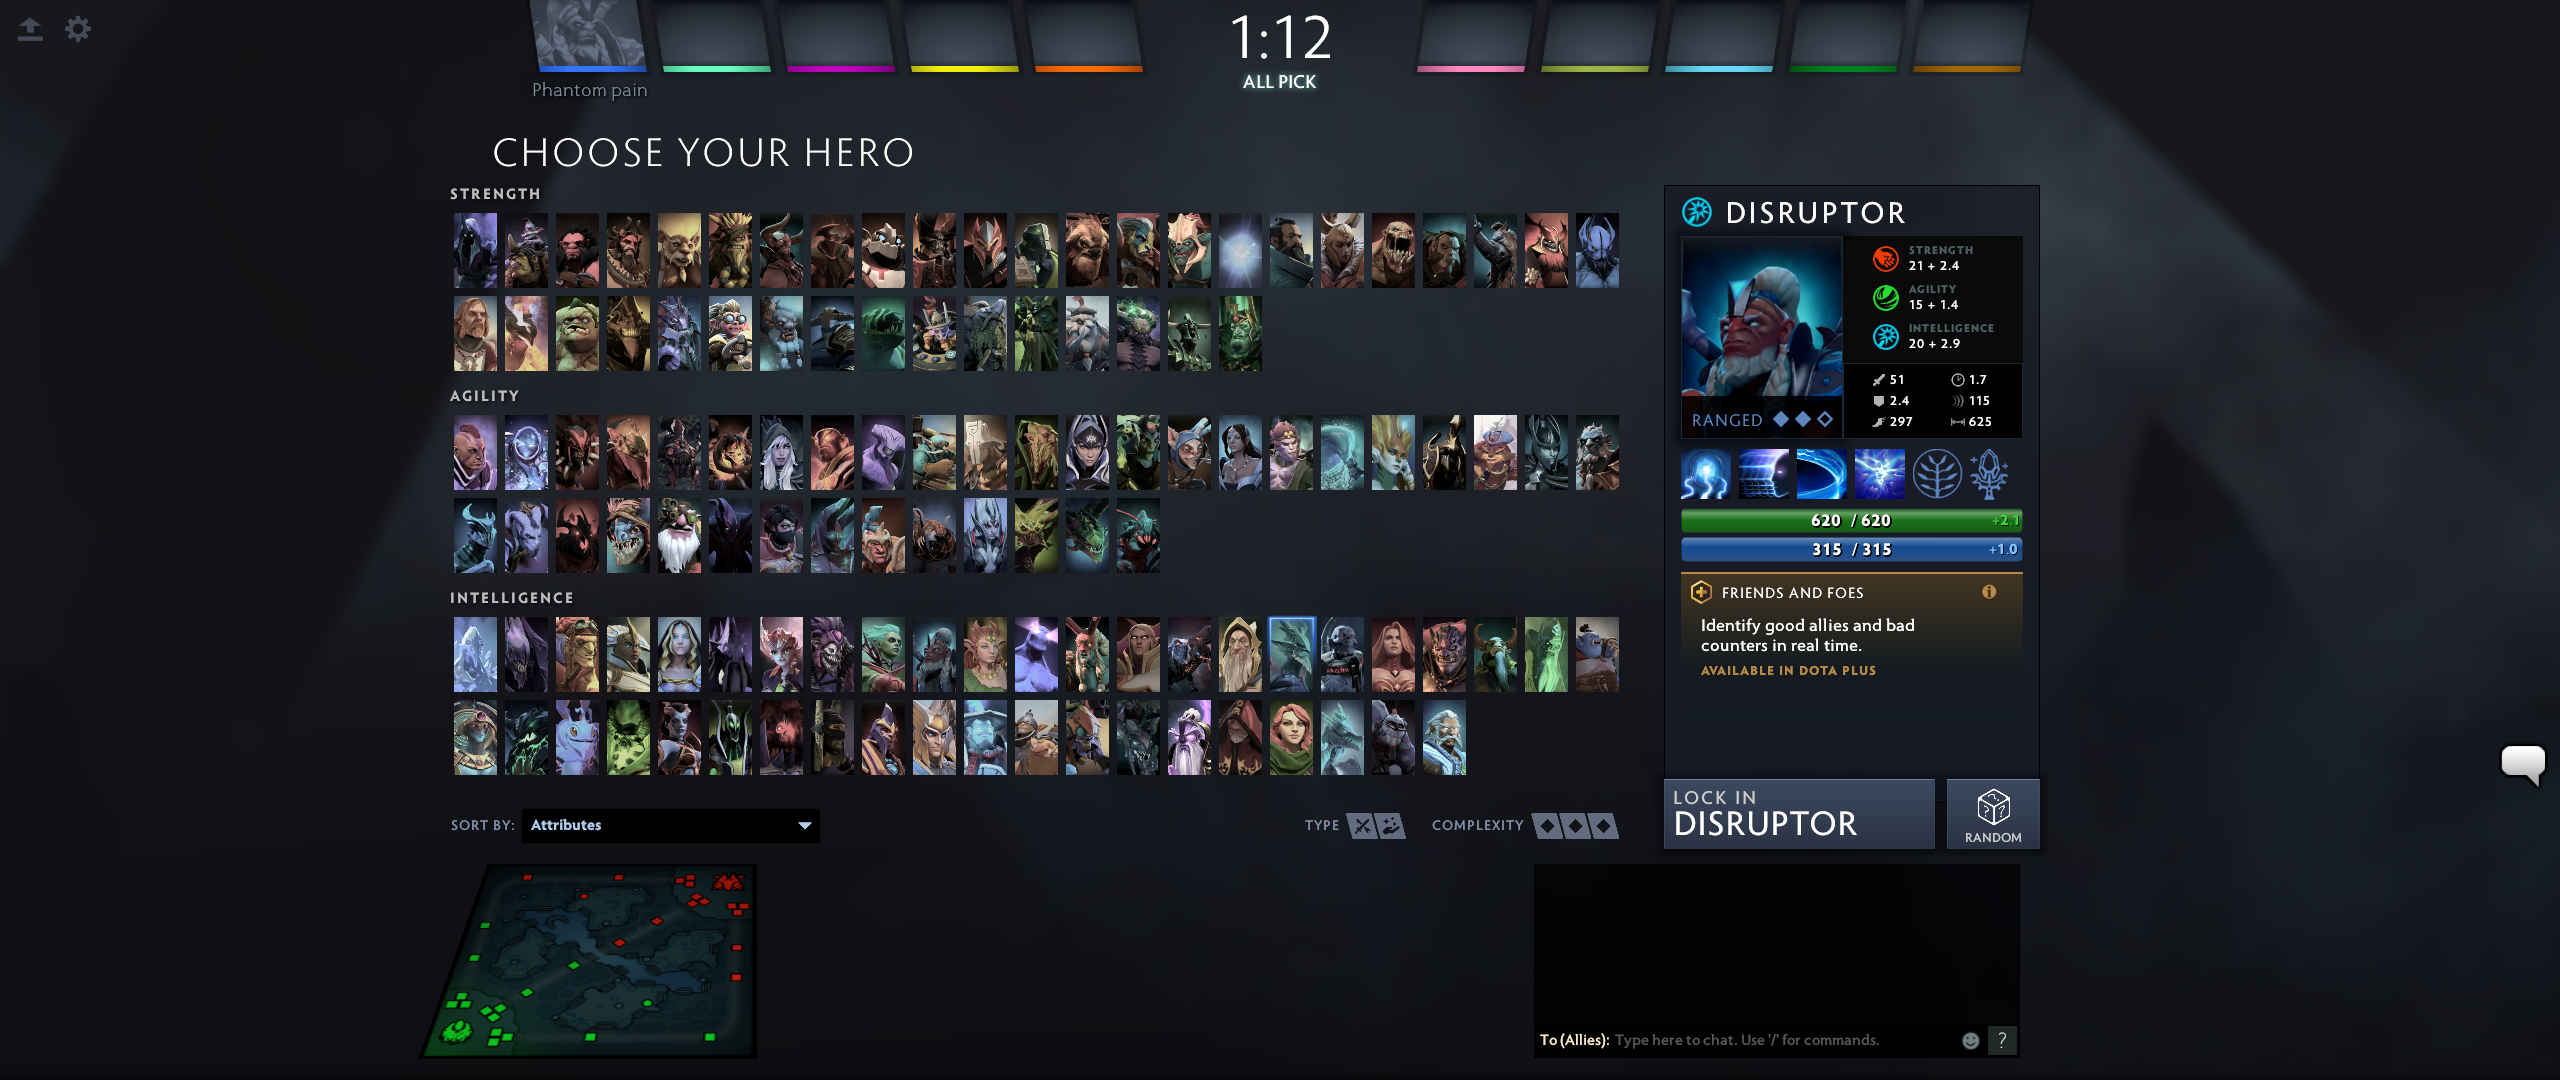 1:12
ALL PICK
Phantom pain
CHOOSE YOUR HERO
STRENGTH
AGILITY
INTELLIGENCE
DISRUPTOR
STRENGTH
21 + 2.4
AGILITY
15 + 1.4
INTELLIGENCE
20 + 2.9
RANGED
51
1.7
2.4
115
297
625
620 / 620
+2.1
315 / 315
+1.0
FRIENDS AND FOES
Identify good allies and bad
counters in real time.
AVAILABLE IN DOTA PLUS
SORT BY: Attributes
TYPE
COMPLEXITY
LOCK IN
DISRUPTOR
RANDOM
To (Allies): Type here to chat. Use '/' for commands.
?